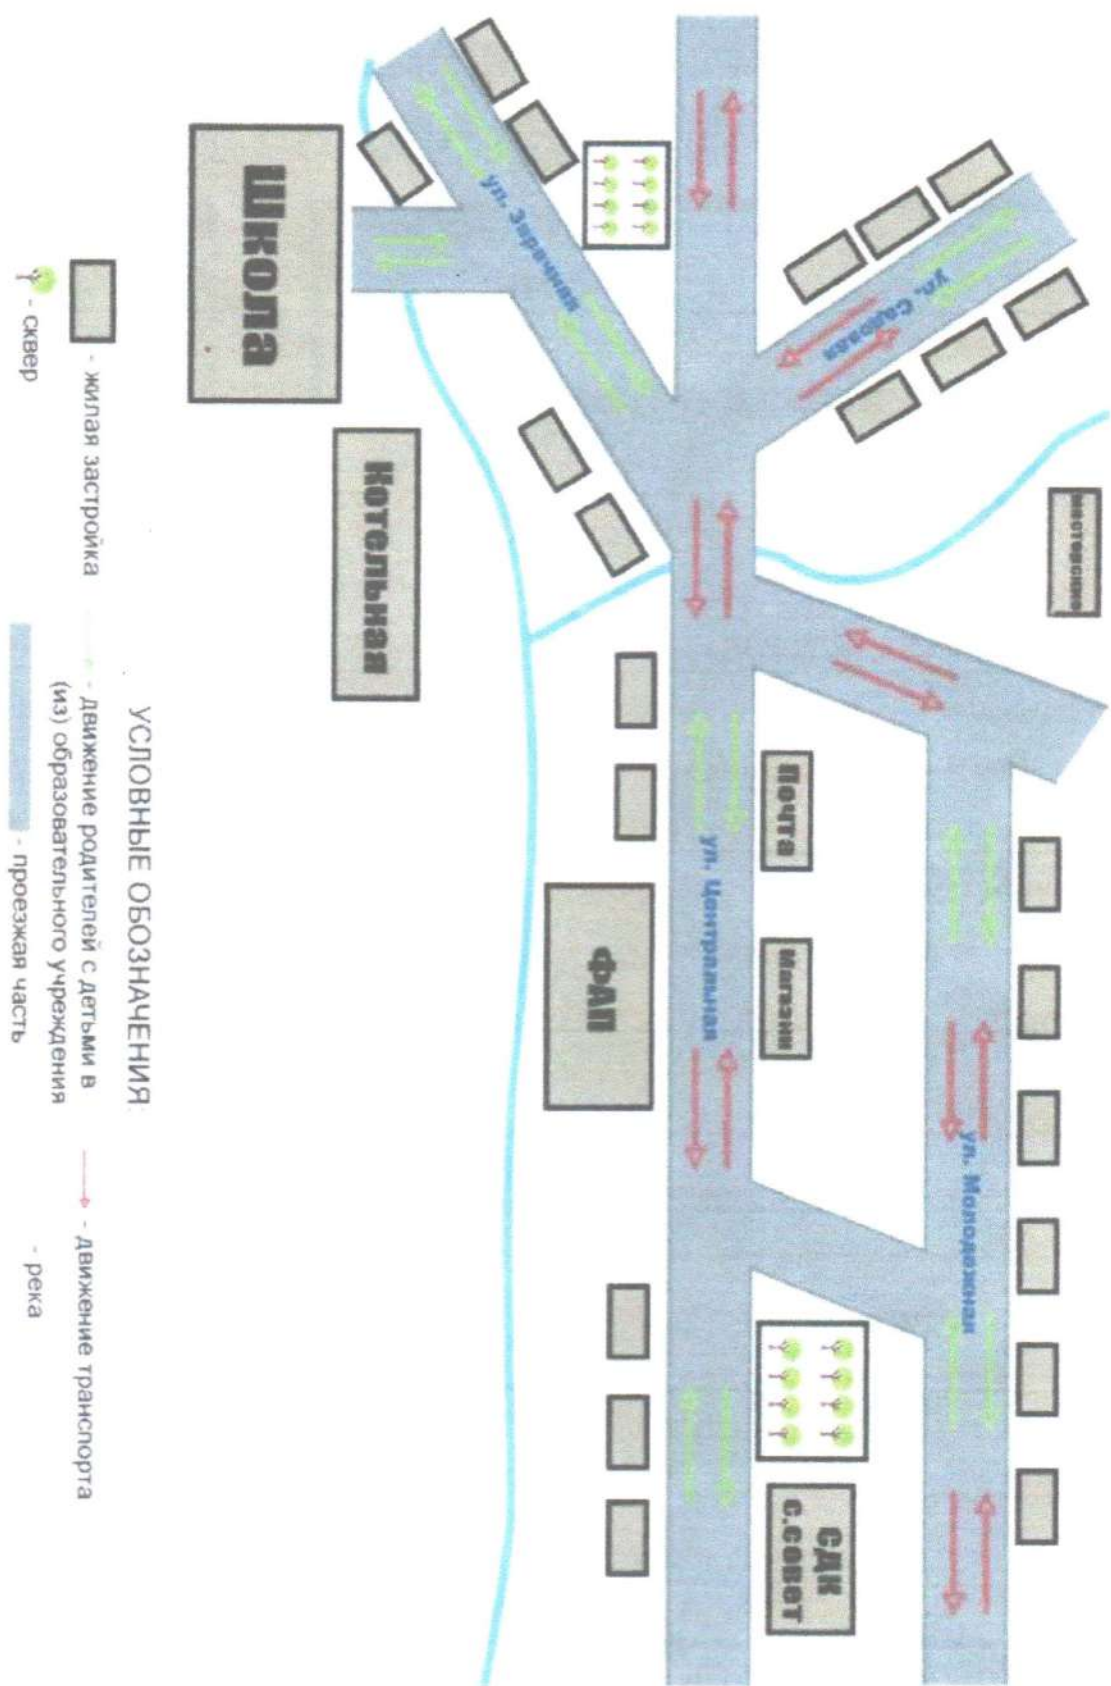 мастерские
ул. Садовая
ул. Молодежная
Почта
Магазин
СДК
с.совет
ул. Центральная
ул. Заречная
ФАП
Котельная
Школа
УСЛОВНЫЕ ОБОЗНАЧЕНИЯ:
- жилая застройка
- движение родителей с детьми в
(из) образовательного учреждения
- движение транспорта
- сквер
- проезжая часть
- река